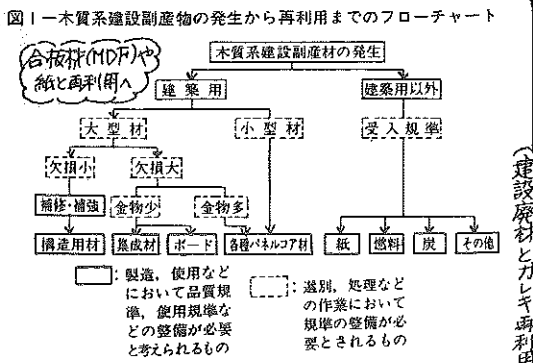 図1―木質系建設副産物の発生から再利用までのフローチャート
合板材(MDF)や
紙と再利用へ
木質系建設副産材の発生
建築用
建築用以外
大型材
小型材
受入規準
欠損小
欠損大
補修・補強
金物少
金物多
構造用材
集成材
ボード
各種パネルコア材
紙
燃料
炭
その他
:製造,使用など
において品質規
準,使用規準な
どの整備が必要
と考えられるもの
:選別,処理など
の作業において
規準の整備が必
要とされるもの
(建設廃材とガレキ再利用